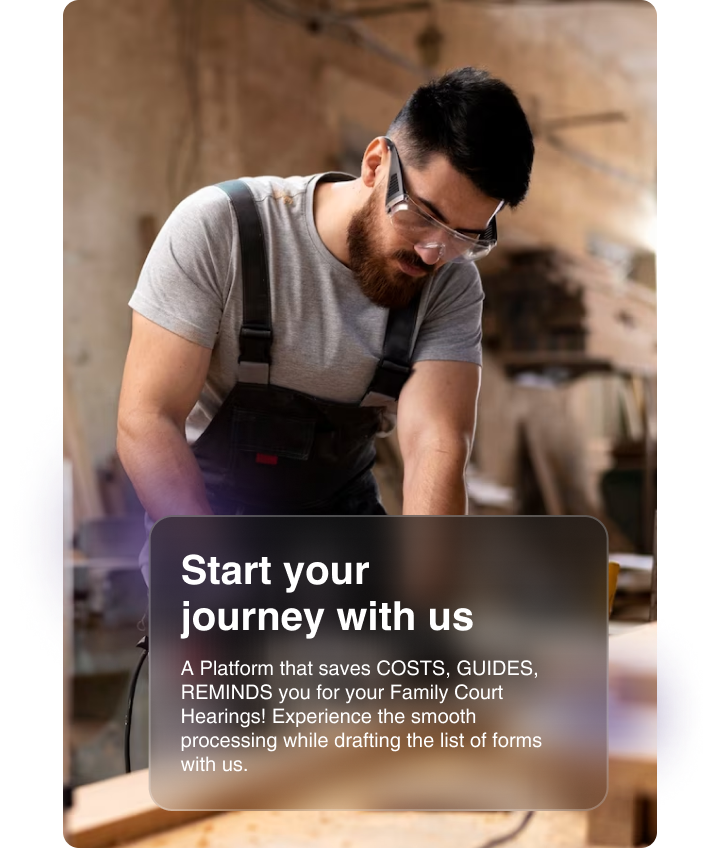 Start your
journey with us
A Platform that saves COSTS, GUIDES,
REMINDS you for your Family Court
Hearings! Experience the smooth
processing while drafting the list of forms
with us.